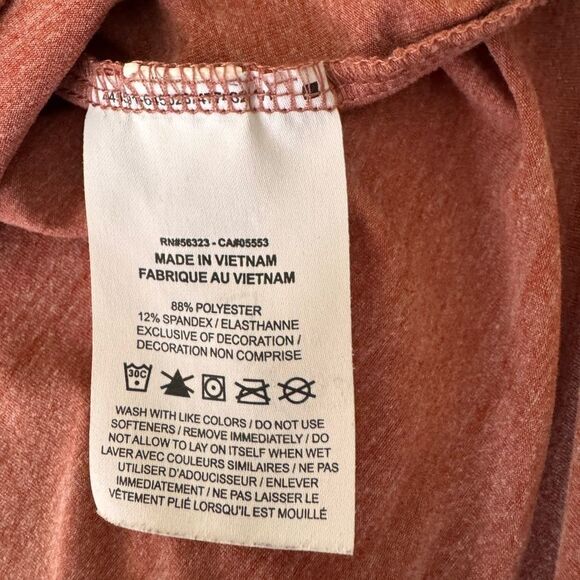 RN#56323 - CA#05553
MADE IN VIETNAM
FABRIQUE AU VIETNAM
88% POLYESTER
12% SPANDEX / ELASTHANNE
EXCLUSIVE OF DECORATION /
DECORATION NON COMPRISE
30C
WASH WITH LIKE COLORS / DO NOT USE
SOFTENERS / REMOVE IMMEDIATELY / DO
NOT ALLOW TO LAY ON ITSELF WHEN WET
LAVER AVEC COULEURS SIMILAIRES / NE PAS
UTILISER D'ADOUCISSEUR / ENLEVER
IMMEDIATEMENT / NE PAS LAISSER LE
VÊTEMENT PLIÉ LORSQU'IL EST MOUILLÉ